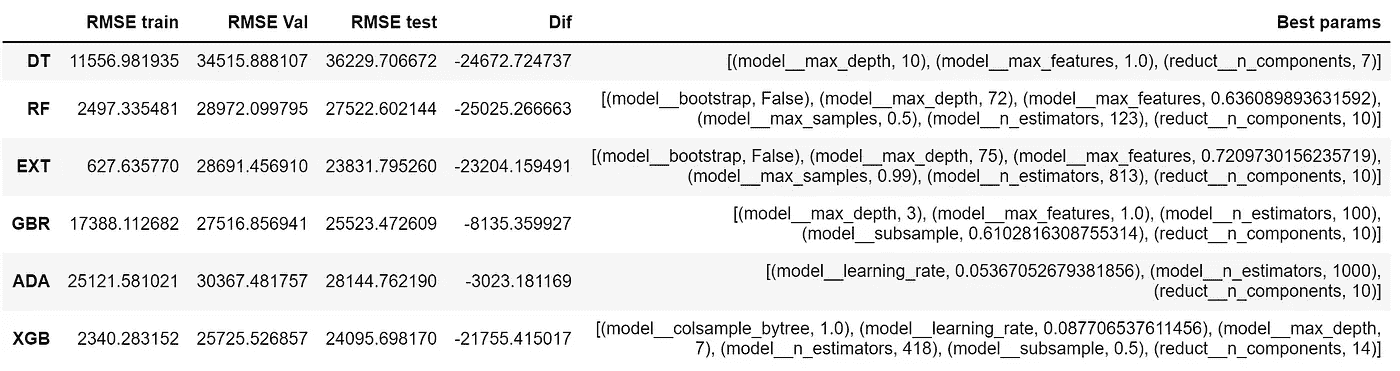 RMSE train RMSE Val RMSE test Dif Best params
DT 11556.981935 34515.888107 36229.706672 -24672.724737 [(model__max_depth, 10), (model__max_features, 1.0), (reduct__n_components, 7)]
RF 2497.335481 28972.099795 27522.602144 -25025.266663 [(model__bootstrap, False), (model__max_depth, 72), (model__max_features, 0.636089893631592),
(model__max_samples, 0.5), (model__n_estimators, 123), (reduct__n_components, 10)]
EXT 627.635770 28691.456910 23831.795260 -23204.159491 [(model__bootstrap, False), (model__max_depth, 75), (model__max_features, 0.7209730156235719),
(model__max_samples, 0.99), (model__n_estimators, 813), (reduct__n_components, 10)]
GBR 17388.112682 27516.856941 25523.472609 -8135.359927 [(model__max_depth, 3), (model__max_features, 1.0), (model__n_estimators, 100),
(model__subsample, 0.6102816308755314), (reduct__n_components, 10)]
ADA 25121.581021 30367.481757 28144.762190 -3023.181169 [(model__learning_rate, 0.05367052679381856), (model__n_estimators, 1000),
(reduct__n_components, 10)]
XGB 2340.283152 25725.526857 24095.698170 -21755.415017 [(model__colsample_bytree, 1.0), (model__learning_rate, 0.087706537611456), (model__max_depth,
7), (model__n_estimators, 418), (model__subsample, 0.5), (reduct__n_components, 14)]